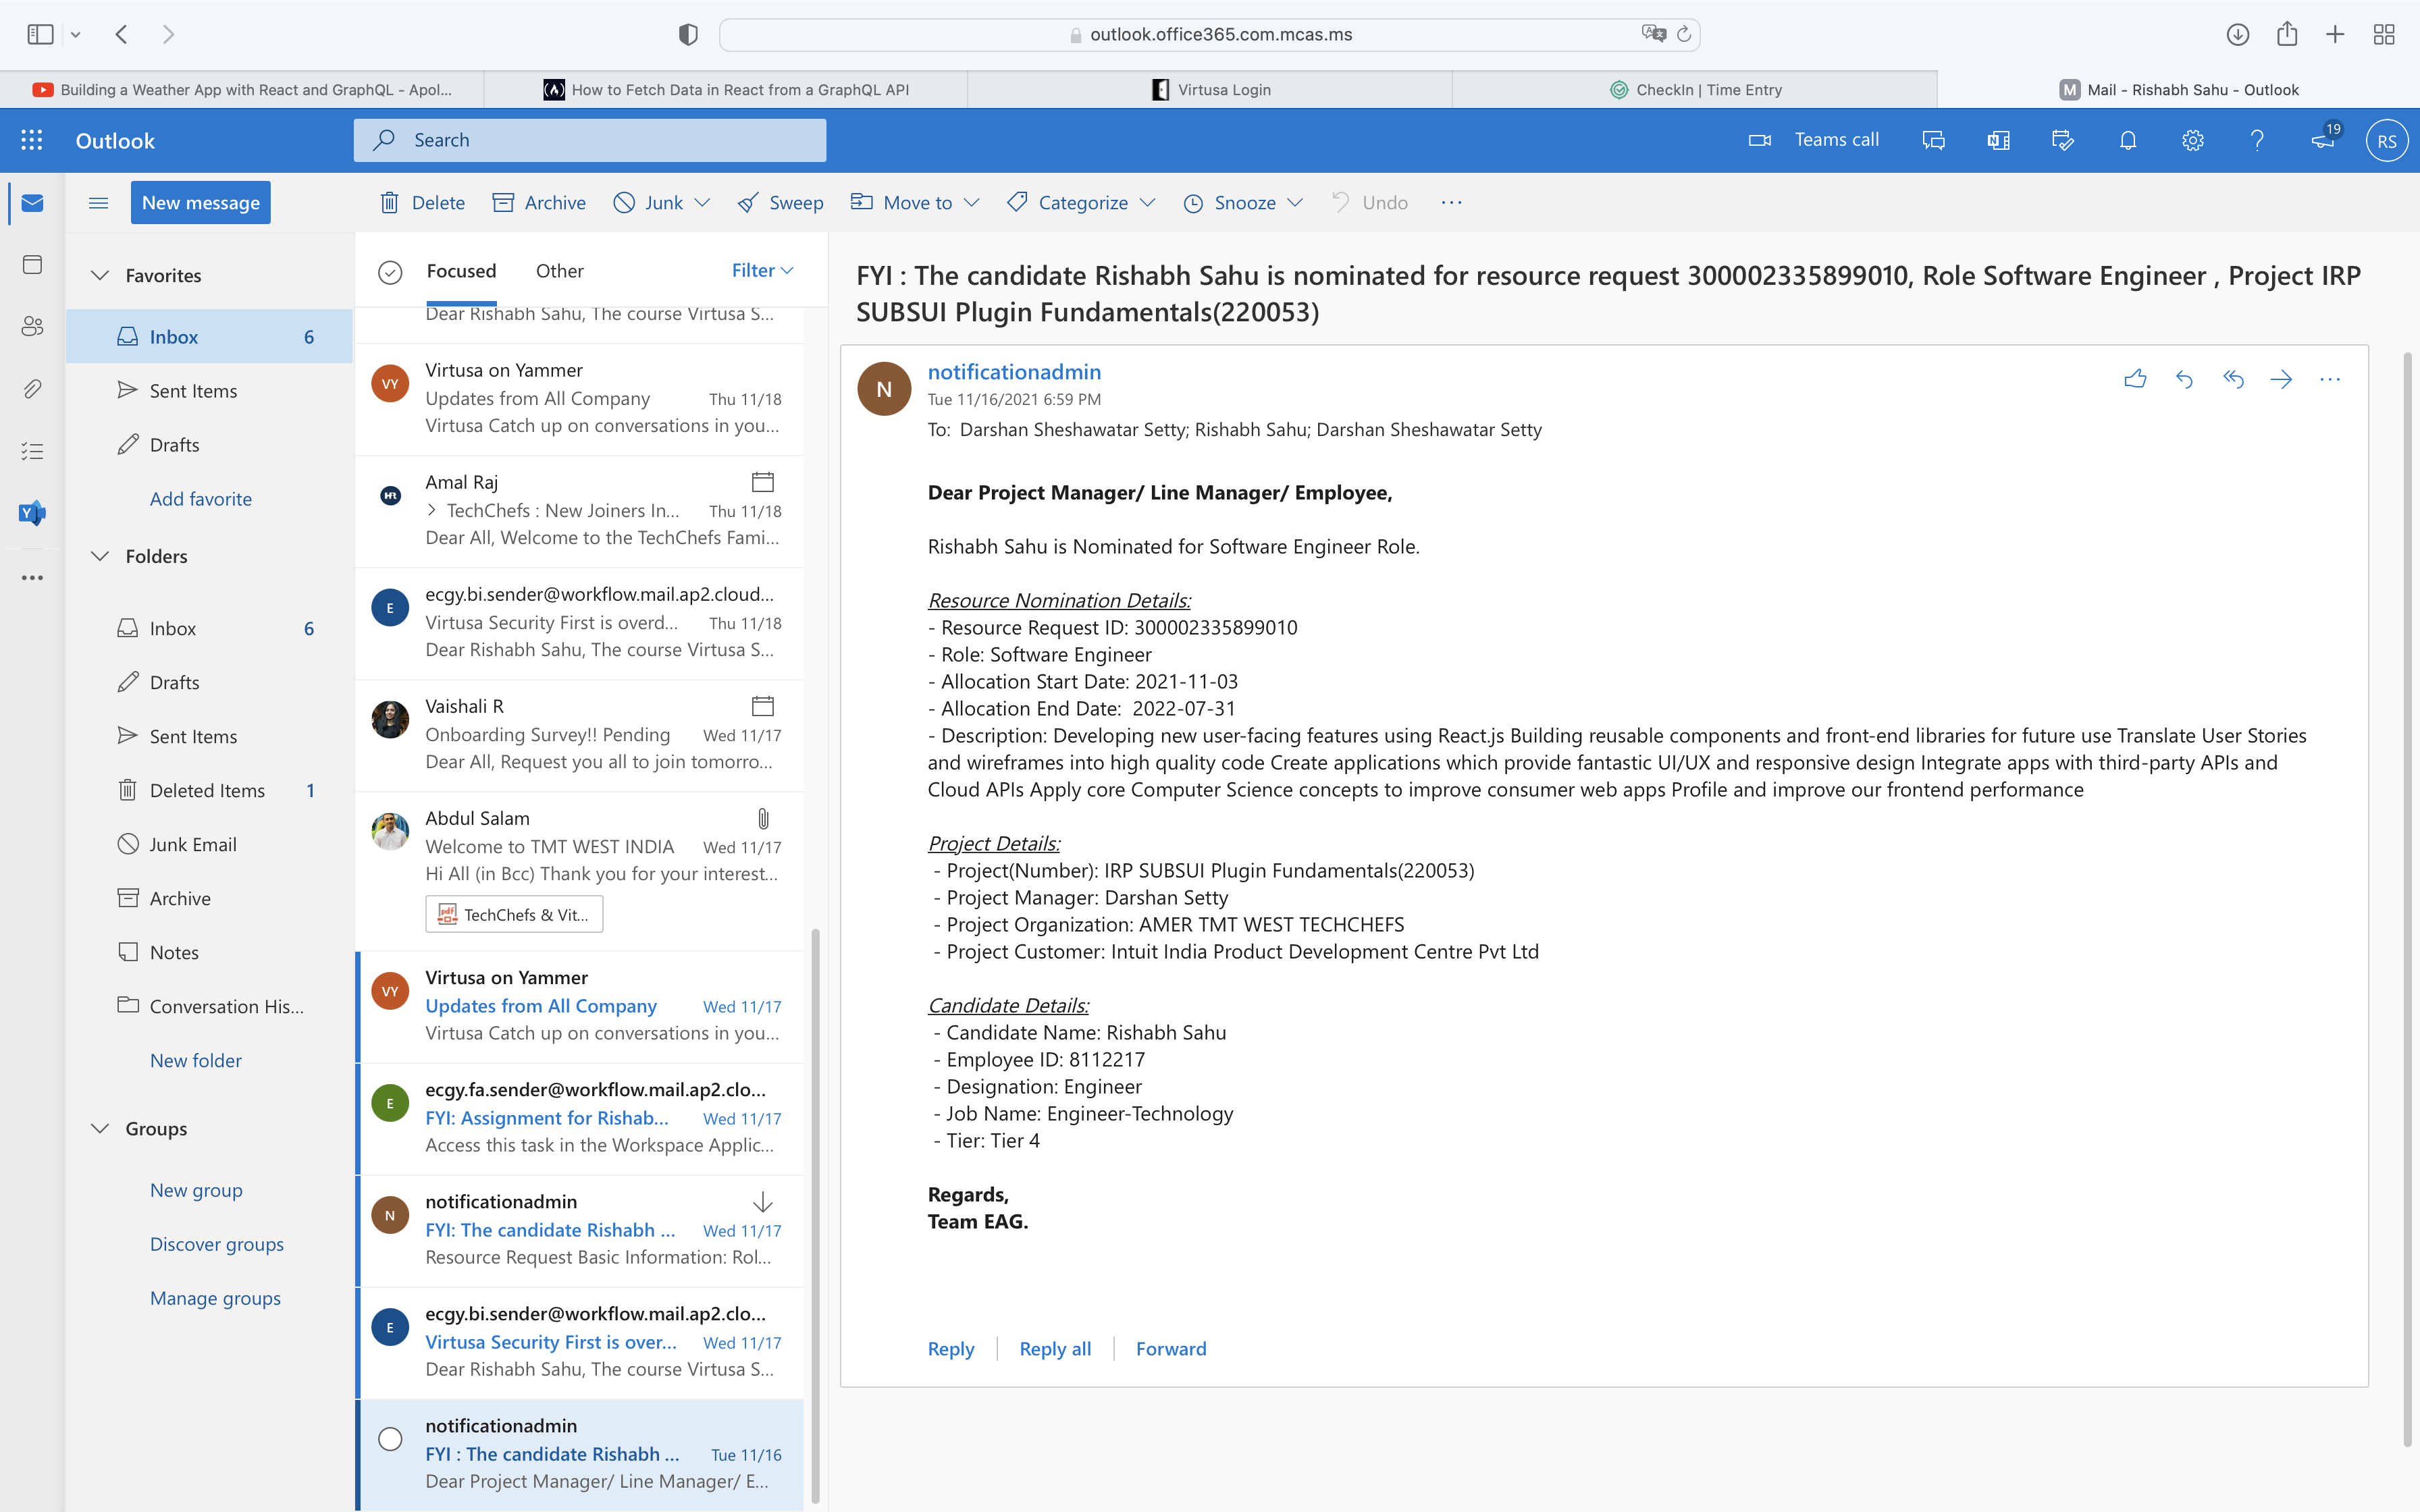 outlook.office365.com.mcas.ms
Building a Weather App with React and GraphQL - Apol...
How to Fetch Data in React from a GraphQL API
Virtusa Login
CheckIn | Time Entry
M Mail - Rishabh Sahu - Outlook
Outlook
Search
Teams call
19
RS
New message
Delete
Archive
Junk
Sweep
Move to
Categorize
Snooze
Undo
Favorites
Inbox 6
Sent Items
Drafts
Add favorite
Folders
Inbox 6
Drafts
Sent Items
Deleted Items 1
Junk Email
Archive
Notes
Conversation His...
New folder
Groups
New group
Discover groups
Manage groups
Focused Other Filter
Dear Rishabh Sahu, The course Virtusa S...
VY
Virtusa on Yammer
Updates from All Company Thu 11/18
Virtusa Catch up on conversations in you...
HR
Amal Raj
> TechChefs : New Joiners In... Thu 11/18
Dear All, Welcome to the TechChefs Fami...
E
ecgy.bi.sender@workflow.mail.ap2.cloud...
Virtusa Security First is overd... Thu 11/18
Dear Rishabh Sahu, The course Virtusa S...
Vaishali R
Onboarding Survey!! Pending Wed 11/17
Dear All, Request you all to join tomorro...
Abdul Salam
Welcome to TMT WEST INDIA Wed 11/17
Hi All (in Bcc) Thank you for your interest...
pdf TechChefs & Vit...
VY
Virtusa on Yammer
Updates from All Company Wed 11/17
Virtusa Catch up on conversations in you...
E
ecgy.fa.sender@workflow.mail.ap2.clo...
FYI: Assignment for Rishab... Wed 11/17
Access this task in the Workspace Applic...
N
notificationadmin
FYI: The candidate Rishabh ... Wed 11/17
Resource Request Basic Information: Rol...
E
ecgy.bi.sender@workflow.mail.ap2.clo...
Virtusa Security First is over... Wed 11/17
Dear Rishabh Sahu, The course Virtusa S...
notificationadmin
FYI : The candidate Rishabh ... Tue 11/16
Dear Project Manager/ Line Manager/ E...
FYI : The candidate Rishabh Sahu is nominated for resource request 300002335899010, Role Software Engineer , Project IRP
SUBSUI Plugin Fundamentals(220053)
N
notificationadmin
Tue 11/16/2021 6:59 PM
To: Darshan Sheshawatar Setty; Rishabh Sahu; Darshan Sheshawatar Setty
Dear Project Manager/ Line Manager/ Employee,
Rishabh Sahu is Nominated for Software Engineer Role.
Resource Nomination Details:
- Resource Request ID: 300002335899010
- Role: Software Engineer
- Allocation Start Date: 2021-11-03
- Allocation End Date: 2022-07-31
- Description: Developing new user-facing features using React.js Building reusable components and front-end libraries for future use Translate User Stories
and wireframes into high quality code Create applications which provide fantastic UI/UX and responsive design Integrate apps with third-party APIs and
Cloud APIs Apply core Computer Science concepts to improve consumer web apps Profile and improve our frontend performance
Project Details:
- Project(Number): IRP SUBSUI Plugin Fundamentals(220053)
- Project Manager: Darshan Setty
- Project Organization: AMER TMT WEST TECHCHEFS
- Project Customer: Intuit India Product Development Centre Pvt Ltd
Candidate Details:
- Candidate Name: Rishabh Sahu
- Employee ID: 8112217
- Designation: Engineer
- Job Name: Engineer-Technology
- Tier: Tier 4
Regards,
Team EAG.
Reply
Reply all
Forward